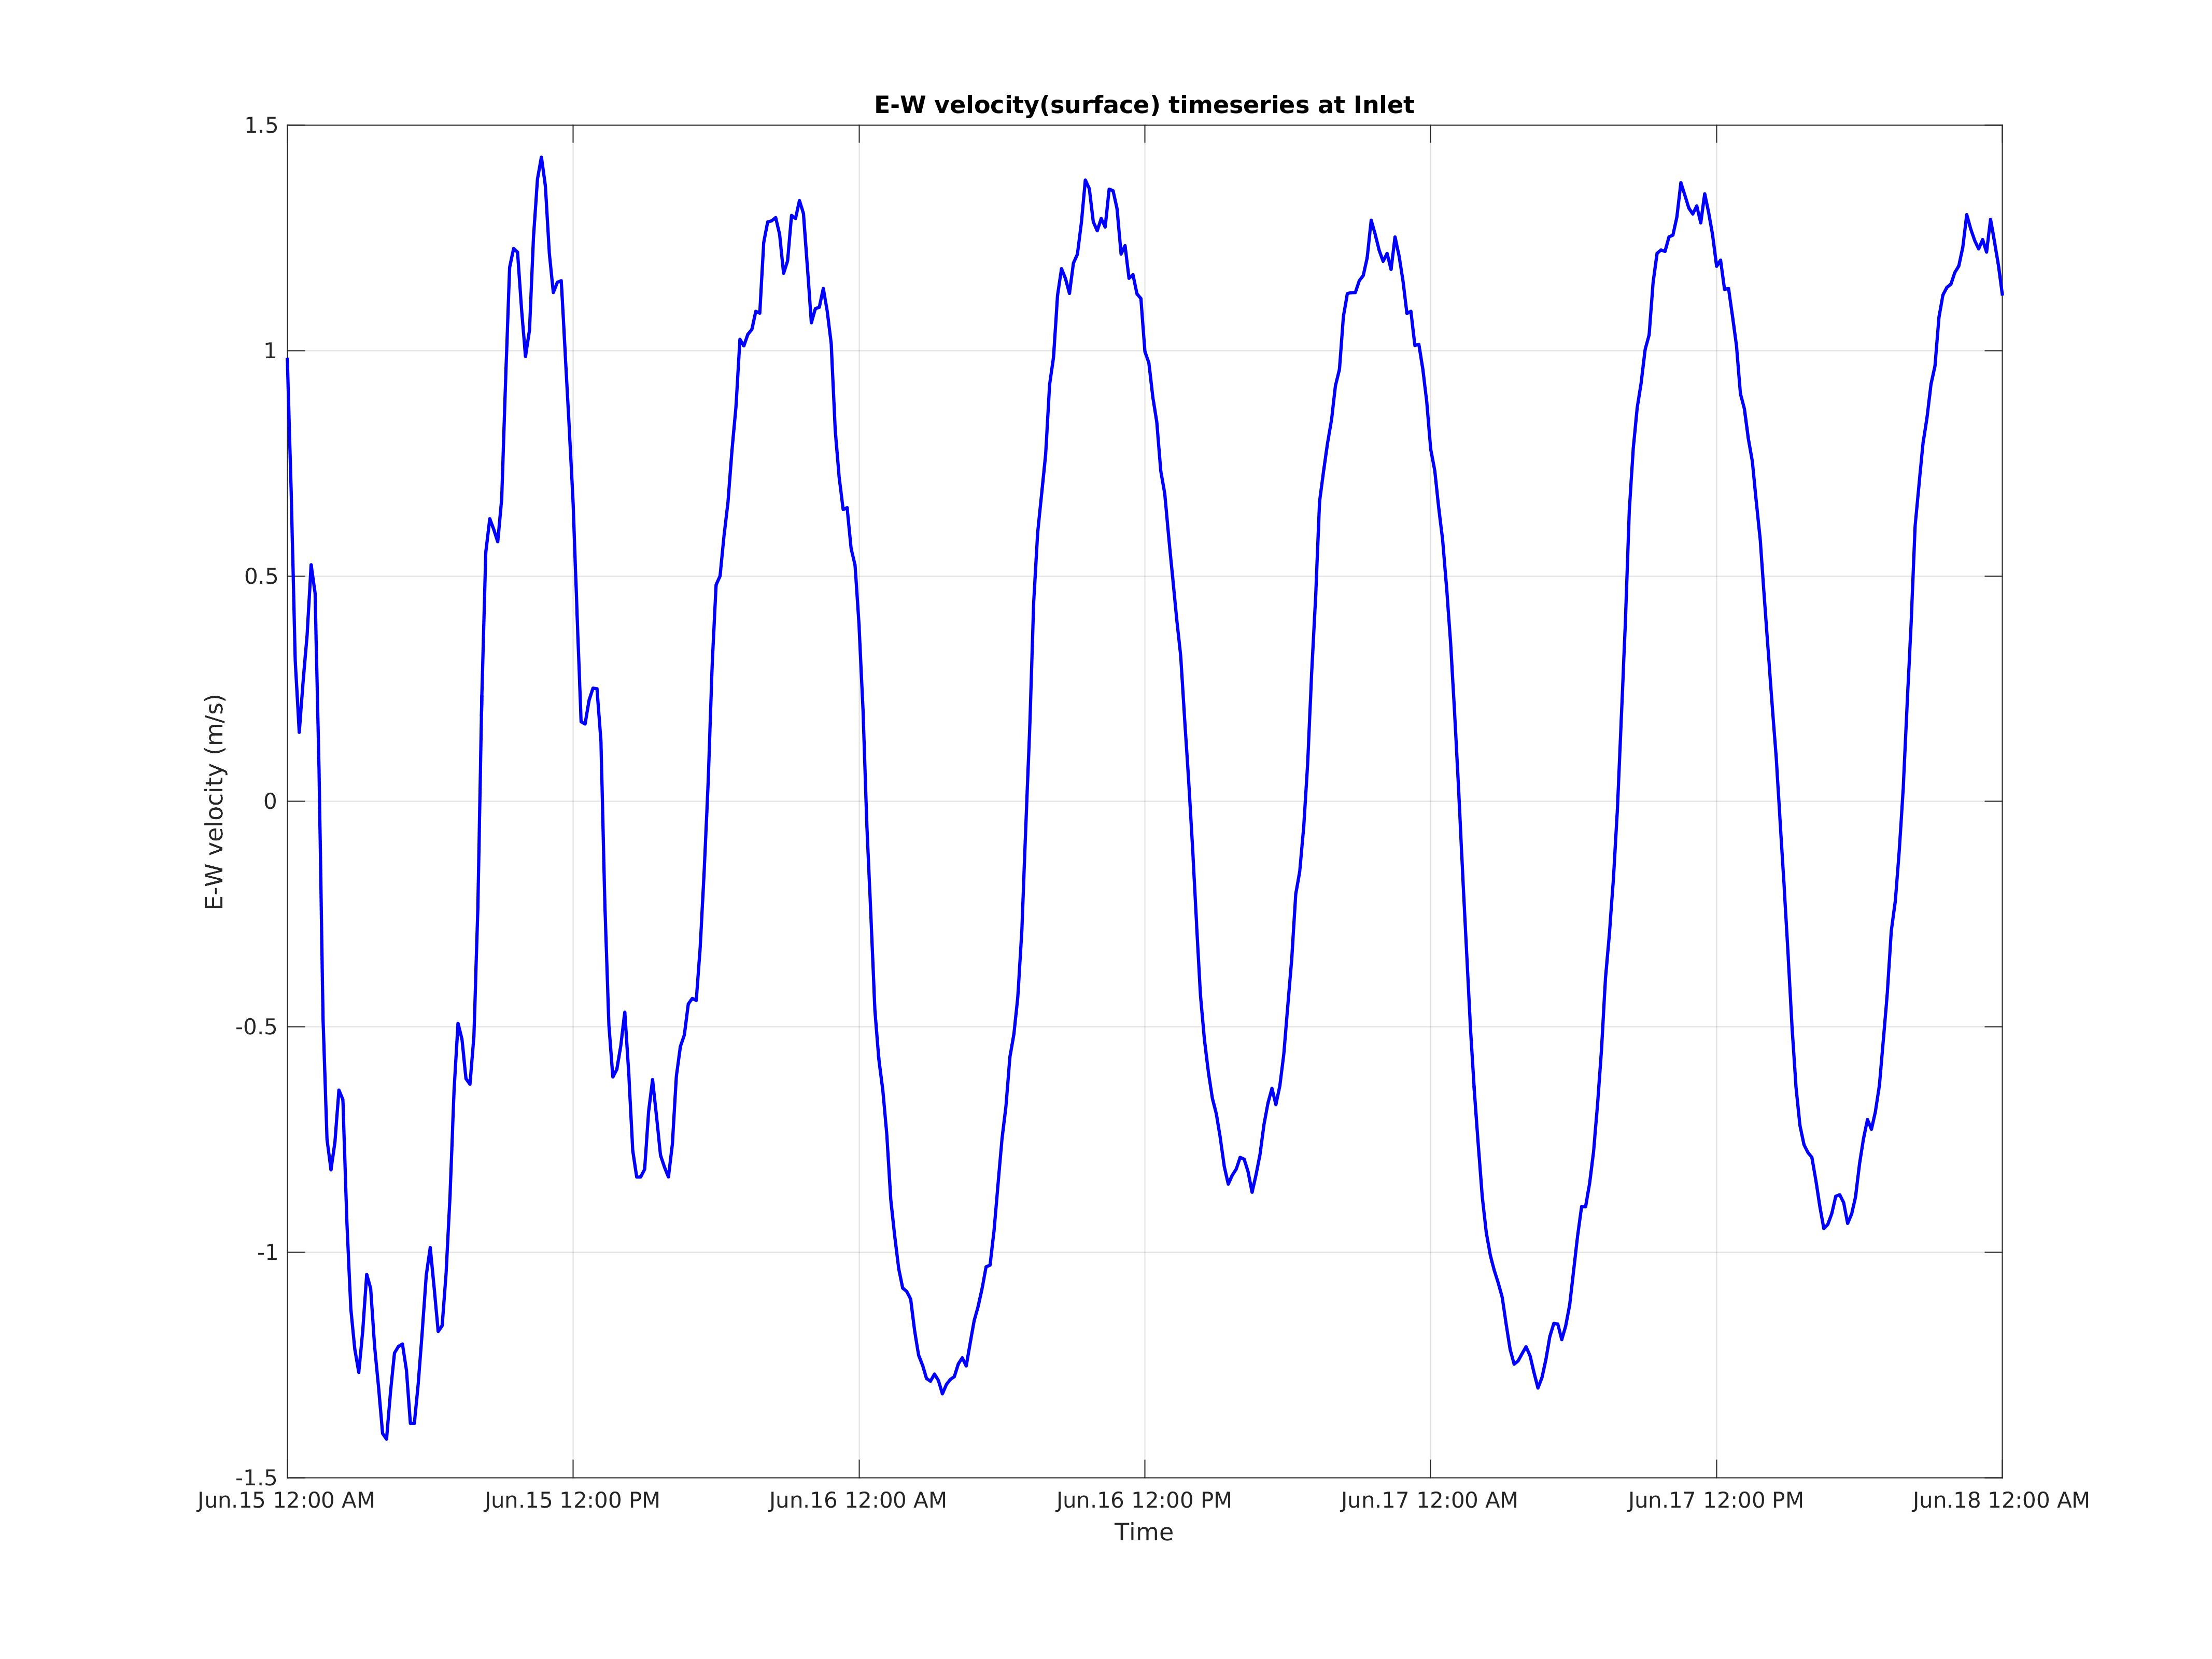 E-W velocity(surface) timeseries at Inlet
1.5
1
0.5
0
-0.5
-1
-1.5
E-W velocity (m/s)
Jun.15 12:00 AM Jun.15 12:00 PM Jun.16 12:00 AM Jun.16 12:00 PM Jun.17 12:00 AM Jun.17 12:00 PM Jun.18 12:00 AM
Time